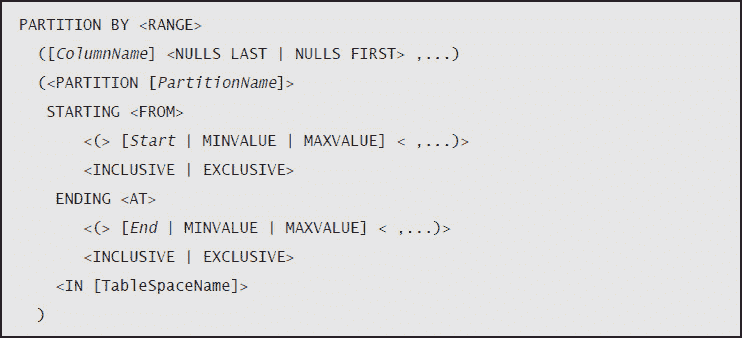 PARTITION BY <RANGE>
([ColumnName] <NULLS LAST | NULLS FIRST> ,...)
(<PARTITION [PartitionName]>
STARTING <FROM>
<(> [Start | MINVALUE | MAXVALUE] < ,...)>
<INCLUSIVE | EXCLUSIVE>
ENDING <AT>
<(> [End | MINVALUE | MAXVALUE] < ,...)>
<INCLUSIVE | EXCLUSIVE>
<IN [TableSpaceName]>
)